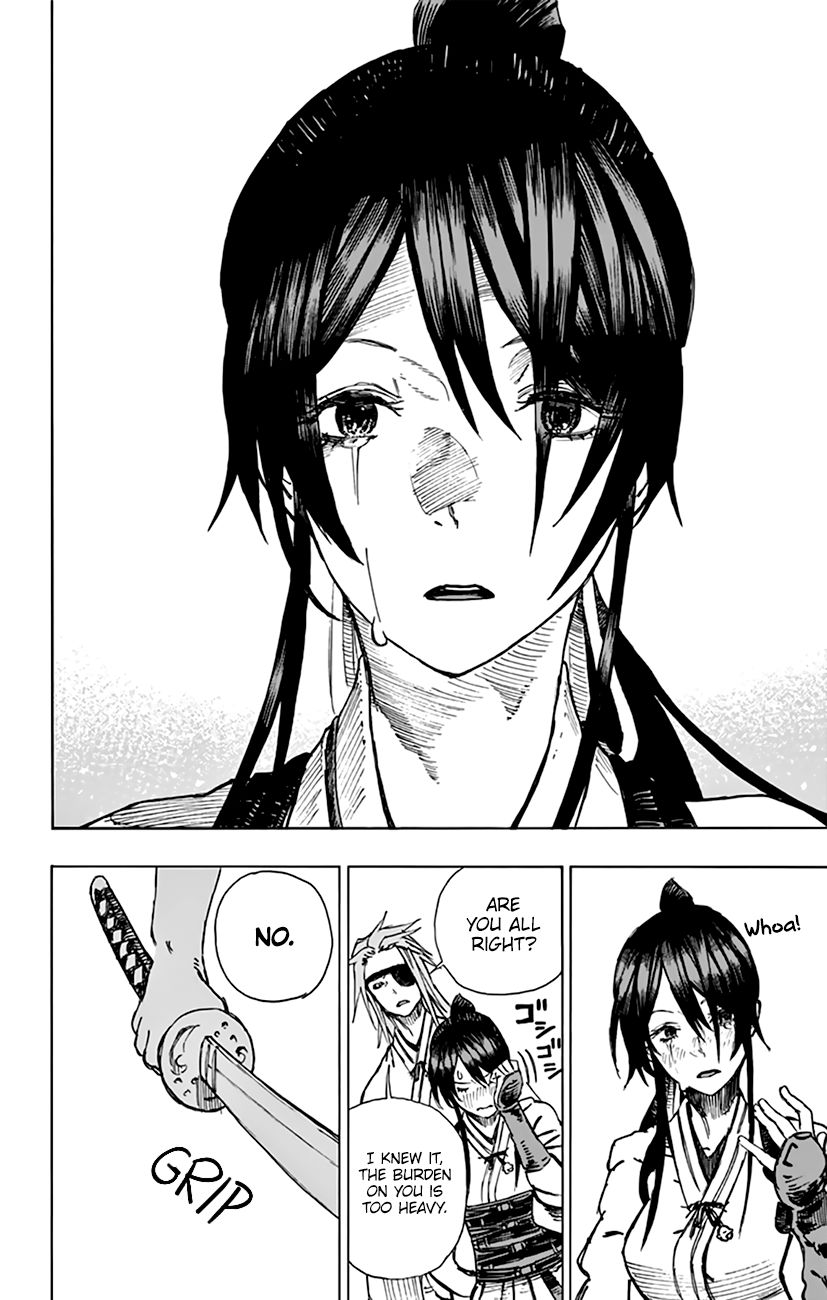 Whoa!
ARE
YOU ALL
RIGHT?
ゴシ
ゴシ
I KNEW IT,
THE BURDEN
ON YOU IS
TOO HEAVY.
NO.
GRIP